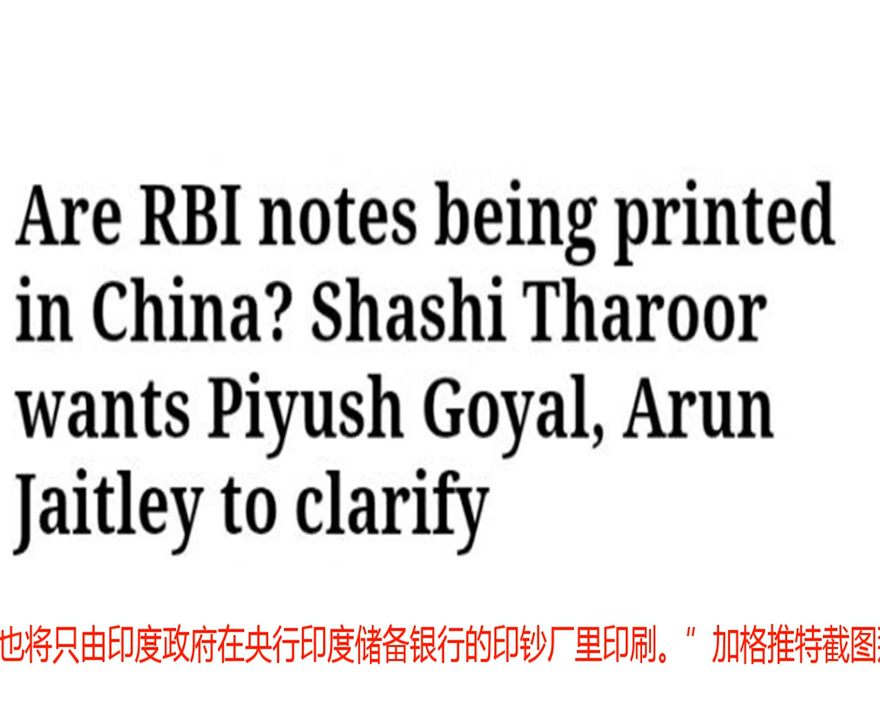 Are RBI notes being printed
in China? Shashi Tharoor
wants Piyush Goyal, Arun
Jaitley to clarify
也将只由印度政府在央行印度储备银行的印钞厂里印刷。”加格推特截图